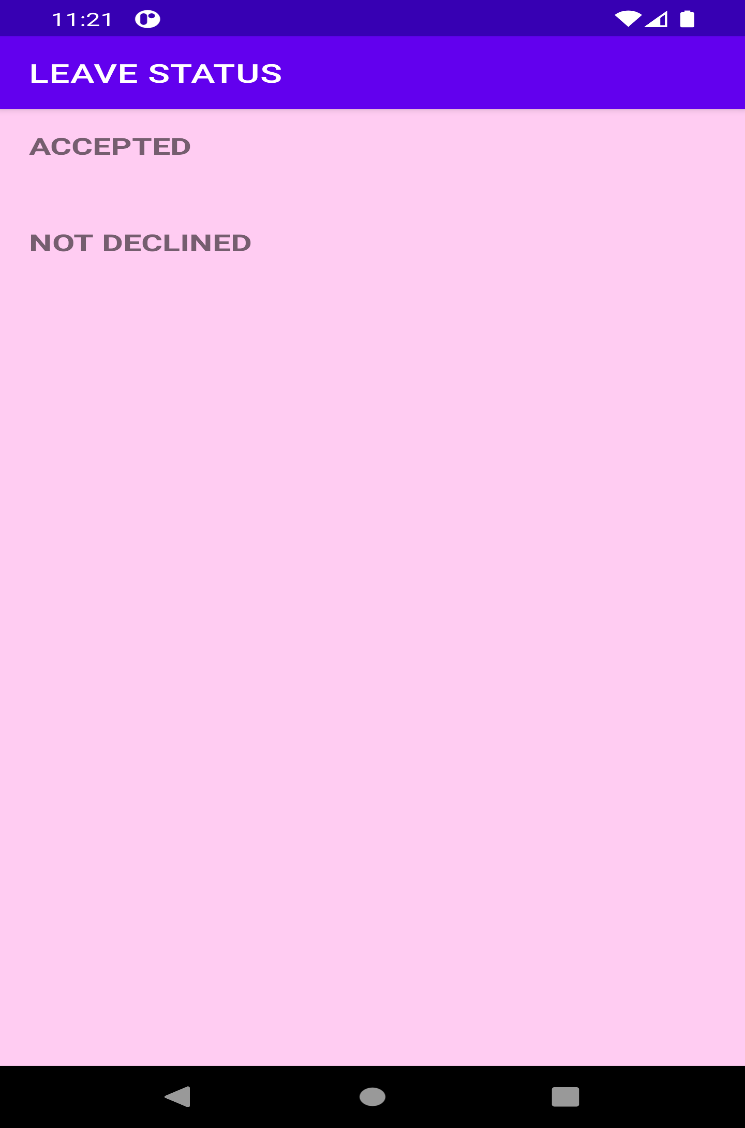 11:21
LEAVE STATUS
ACCEPTED
NOT DECLINED